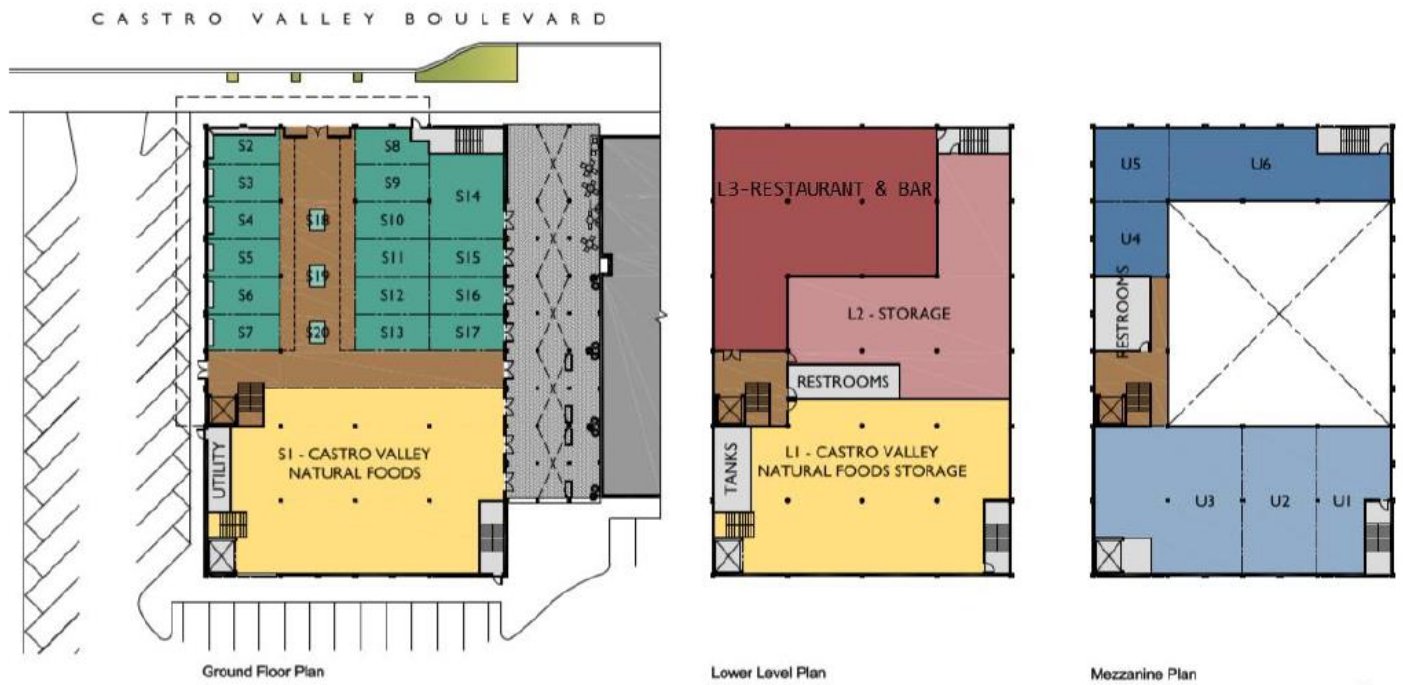 CASTRO VALLEY BOULEVARD
S2
S3
S4
S5
S6
S7
S18
S19
S20
S8
S9
S10
S11
S12
S13
S14
S15
S16
S17
UTILITY
S1 - CASTRO VALLEY
NATURAL FOODS
Ground Floor Plan
L3-RESTAURANT & BAR
L2 - STORAGE
RESTROOMS
TANKS
L1 - CASTRO VALLEY
NATURAL FOODS STORAGE
Lower Level Plan
U5
U6
U4
RESTROOMS
U3
U2
U1
Mezzanine Plan